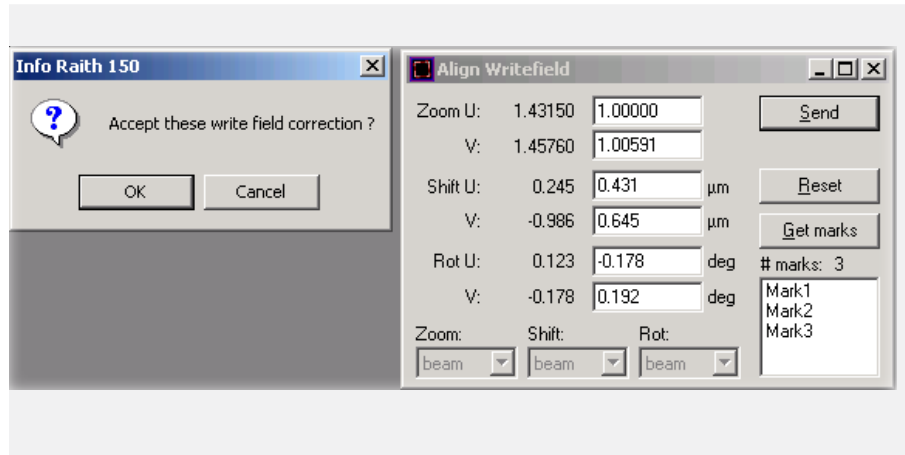 Info Raith 150
Accept these write field correction ?
OK Cancel
Align Writefield
Zoom U: 1.43150 1.00000 Send
V: 1.45760 1.00591
Shift U: 0.245 0.431 µm Reset
V: -0.986 0.645 µm Get marks
Rot U: 0.123 -0.178 deg # marks: 3
V: -0.178 0.192 deg Mark1
Mark2
Zoom: Shift: Rot: Mark3
beam beam beam